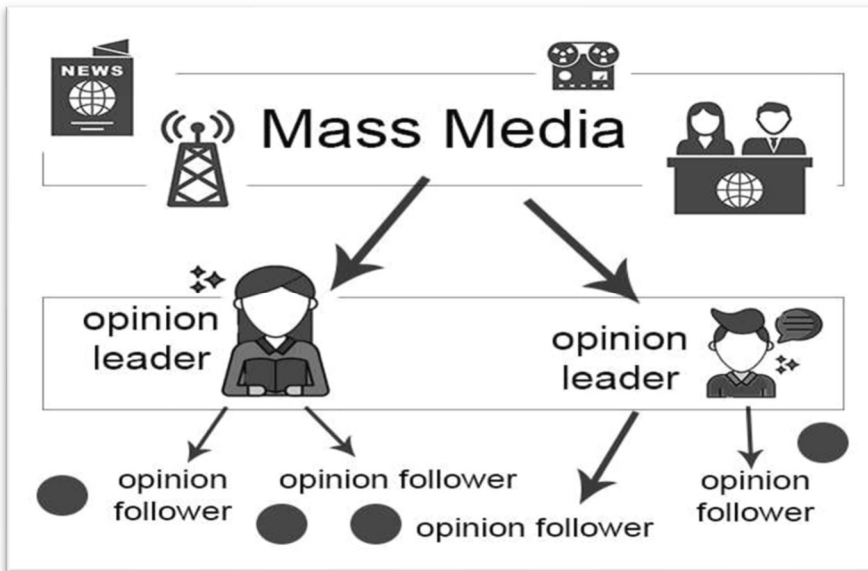 NEWS
Mass Media
opinion
leader
opinion
leader
opinion
follower
opinion follower
opinion follower
opinion
follower